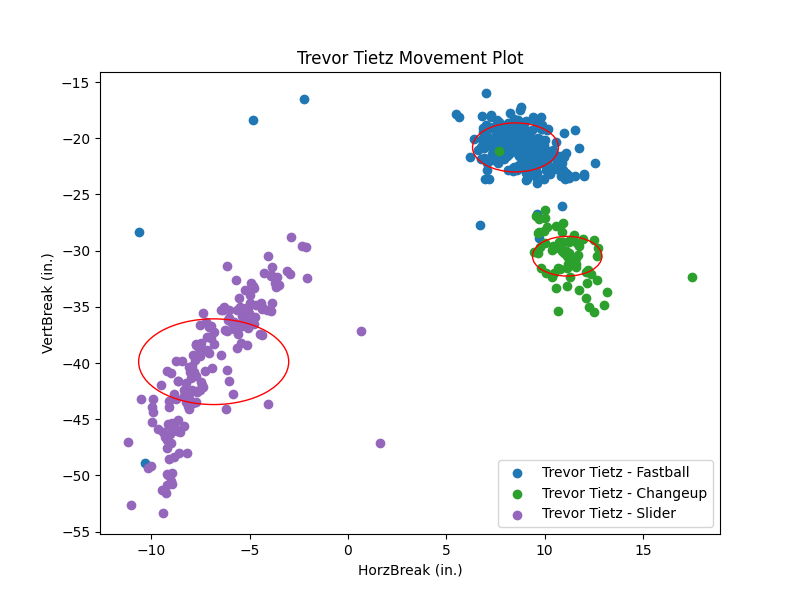 Trevor Tietz Movement Plot
−15
−20
−25
−30
−35
−40
−45
−50
−55
VertBreak (in.)
Trevor Tietz - Fastball
Trevor Tietz - Changeup
Trevor Tietz - Slider
−10
−5
0
5
10
15
HorzBreak (in.)